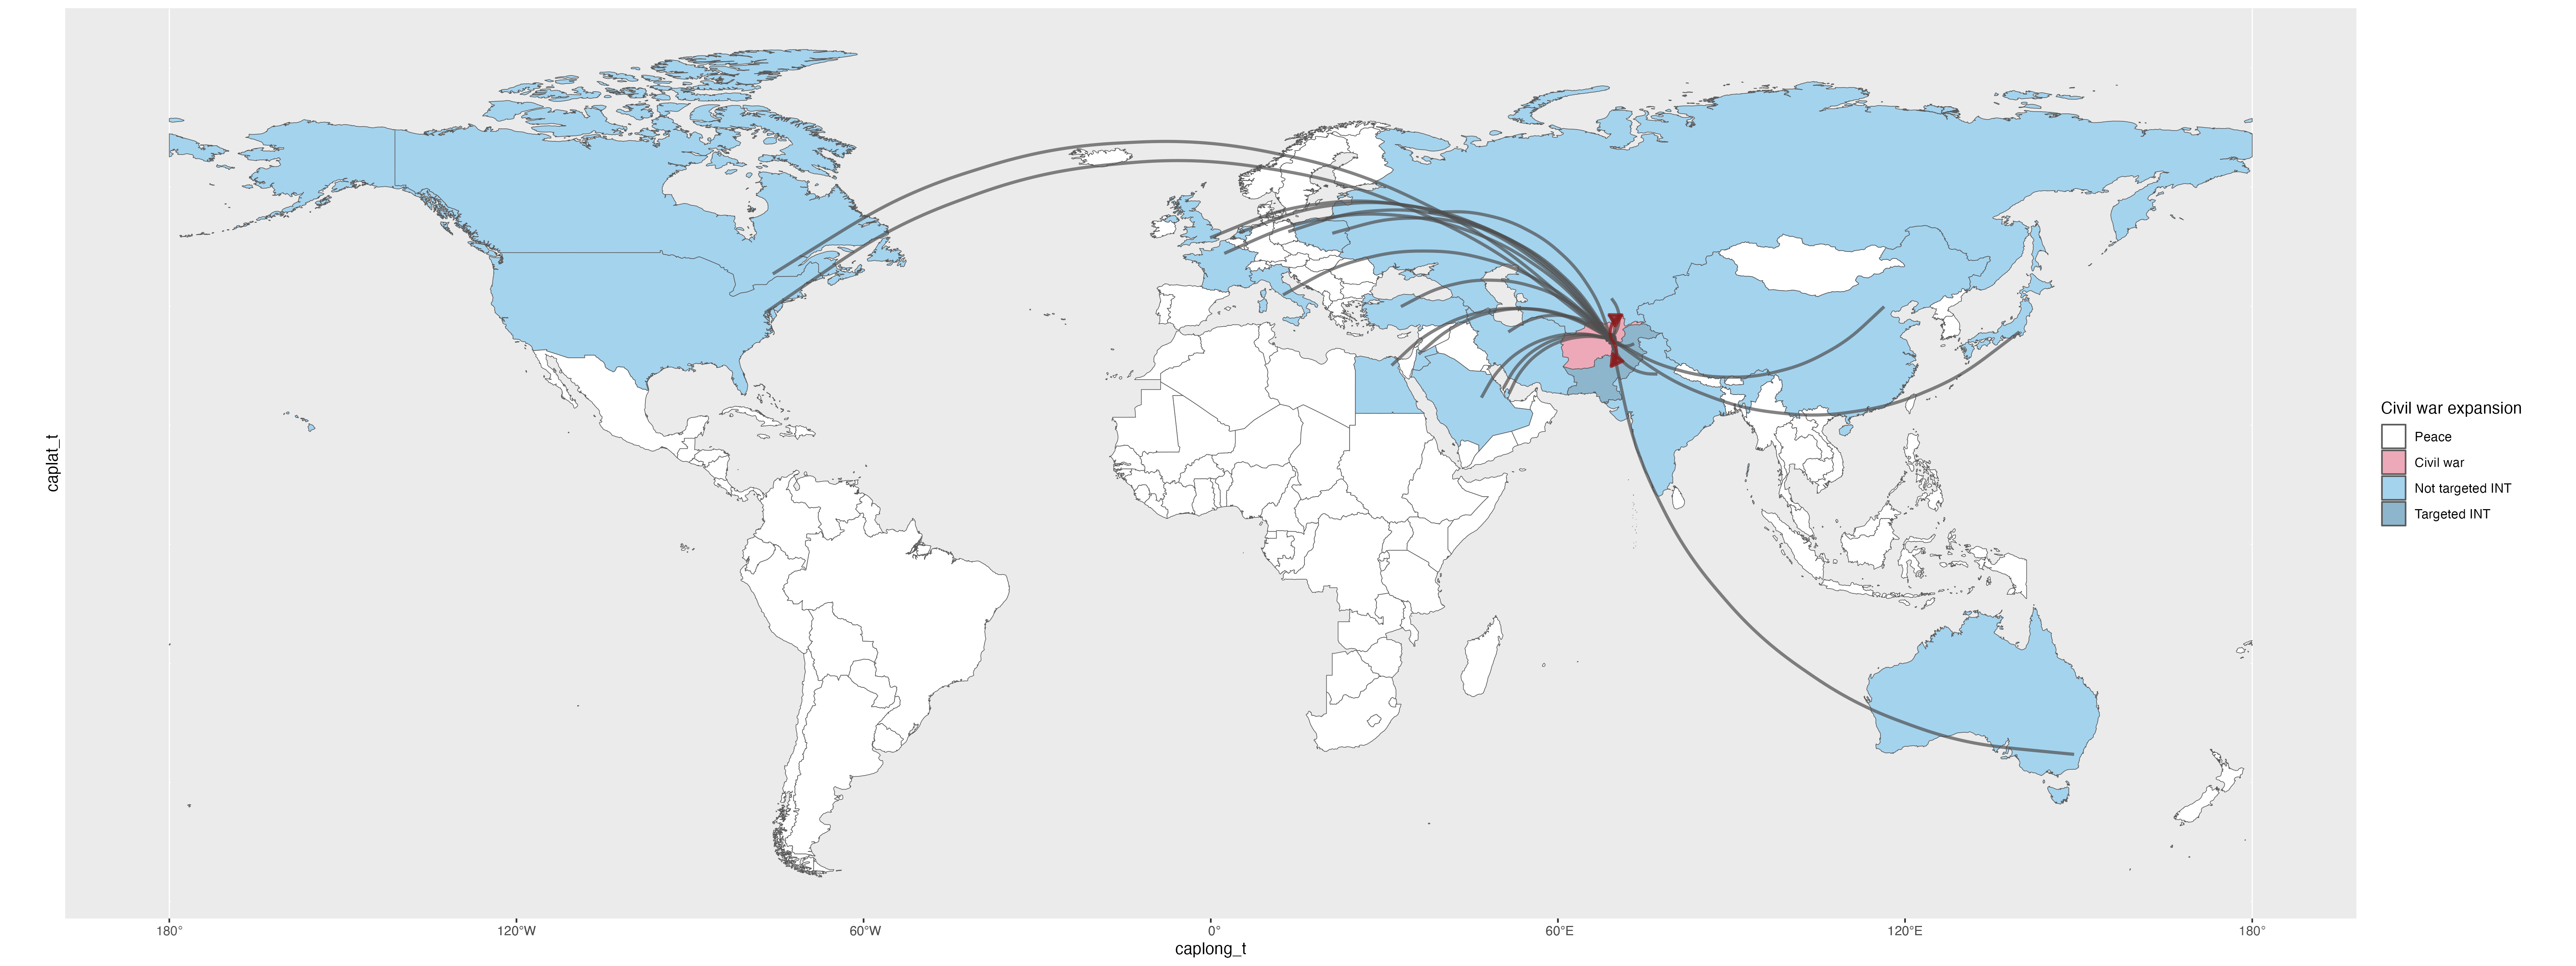 caplat_t
180°
120°W
60°W
0°
60°E
120°E
180°
caplong_t
Civil war expansion
Peace
Civil war
Not targeted INT
Targeted INT